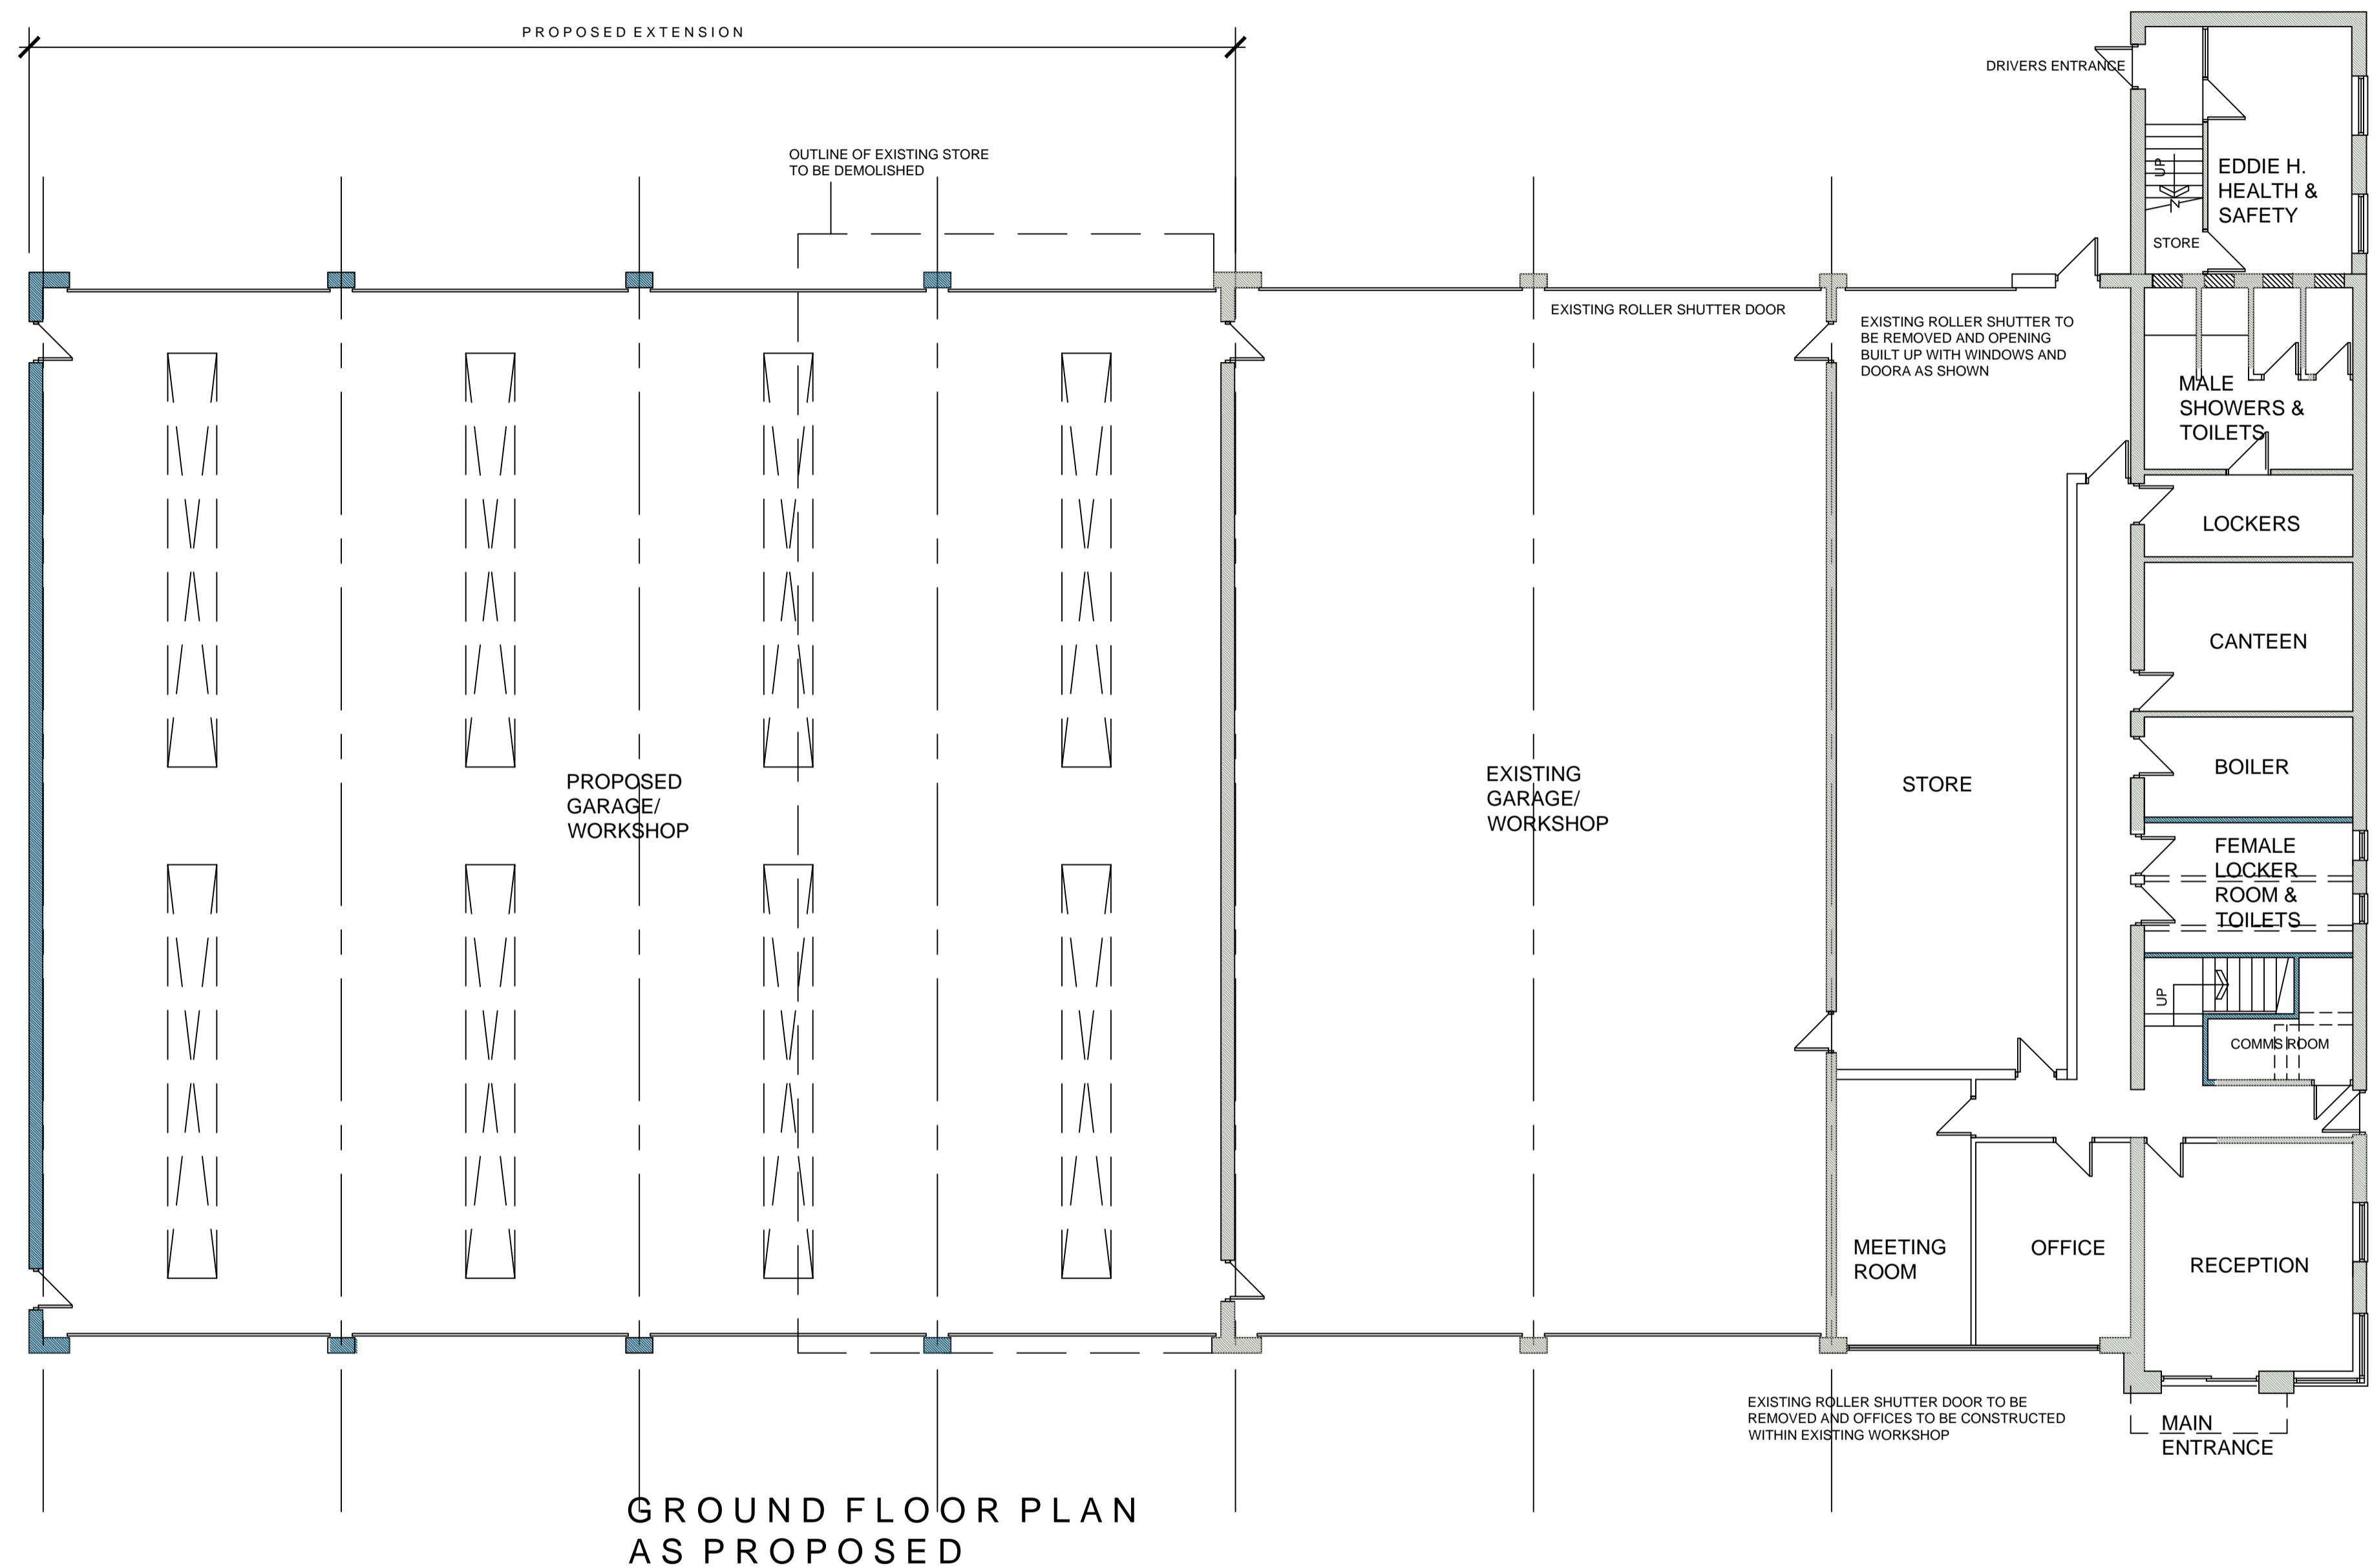 PROPOSED EXTENSION
DRIVERS ENTRANCE
OUTLINE OF EXISTING STORE
TO BE DEMOLISHED
UP
EDDIE H.
HEALTH &
SAFETY
STORE
EXISTING ROLLER SHUTTER DOOR
EXISTING ROLLER SHUTTER TO
BE REMOVED AND OPENING
BUILT UP WITH WINDOWS AND
DOORA AS SHOWN
MALE
SHOWERS &
TOILETS
LOCKERS
CANTEEN
PROPOSED
GARAGE/
WORKSHOP
EXISTING
GARAGE/
WORKSHOP
STORE
BOILER
FEMALE
LOCKER
ROOM &
TOILETS
UP
COMMS ROOM
MEETING
ROOM
OFFICE
RECEPTION
EXISTING ROLLER SHUTTER DOOR TO BE
REMOVED AND OFFICES TO BE CONSTRUCTED
WITHIN EXISTING WORKSHOP
MAIN
ENTRANCE
GROUND FLOOR PLAN
AS PROPOSED